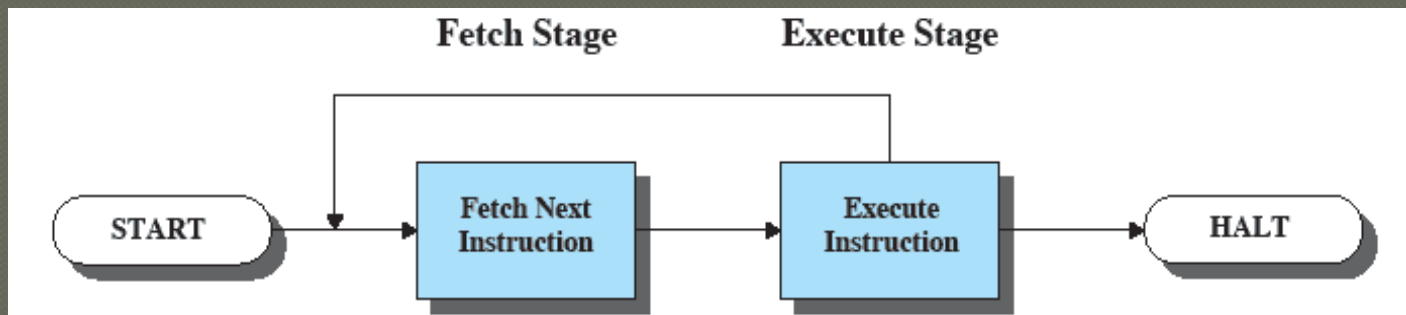 Fetch Stage
Execute Stage
START
Fetch Next
Instruction
Execute
Instruction
HALT